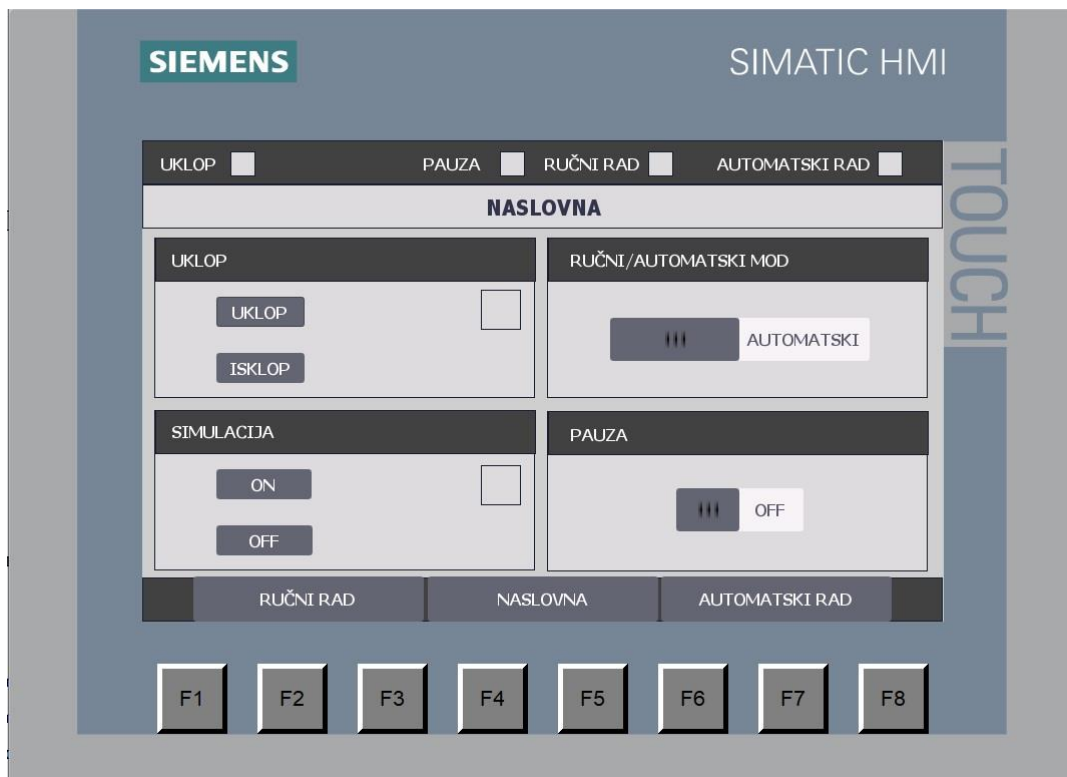 SIEMENS
SIMATIC HMI
TOUCH
UKLOP PAUZA RUČNI RAD AUTOMATSKI RAD
NASLOVNA
UKLOP
UKLOP
ISKLOP
RUČNI/AUTOMATSKI MOD
AUTOMATSKI
SIMULACIJA
ON
OFF
PAUZA
OFF
RUČNI RAD NASLOVNA AUTOMATSKI RAD
F1 F2 F3 F4 F5 F6 F7 F8